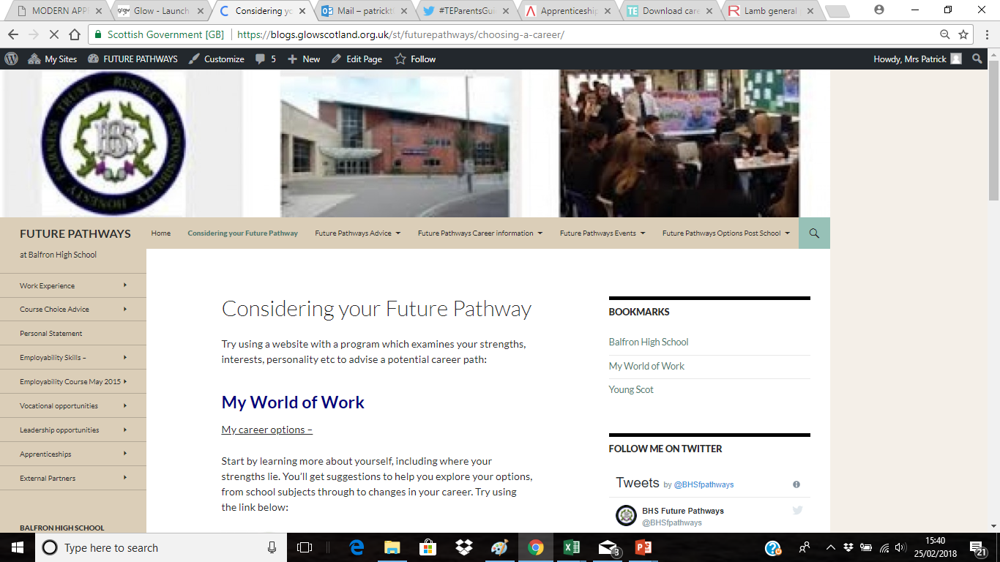 MODERN APP
glow Glow - Launch
Considering yo
Mail – patrickt
#TEParentsGui
Apprenticeship
Download care
Lamb general
Scottish Government [GB] https://blogs.glowscotland.org.uk/st/futurepathways/choosing-a-career/
My Sites FUTURE PATHWAYS Customize 5 New Edit Page Follow Howdy, Mrs Patrick
FAIRNESS TRUST RESPECT RESPONSIBILITY HONESTY
BHS
FUTURE PATHWAYS
at Balfron High School
Home Considering your Future Pathway Future Pathways Advice Future Pathways Career information Future Pathways Events Future Pathways Options Post School
Work Experience
Course Choice Advice
Personal Statement
Employability Skills –
Employability Course May 2015
Vocational opportunities
Leadership opportunities
Apprenticeships
External Partners
BALFRON HIGH SCHOOL
Considering your Future Pathway
Try using a website with a program which examines your strengths,
interests, personality etc to advise a potential career path:
My World of Work
My career options –
Start by learning more about yourself, including where your
strengths lie. You’ll get suggestions to help you explore your options,
from school subjects through to changes in your career. Try using
the link below:
BOOKMARKS
Balfron High School
My World of Work
Young Scot
FOLLOW ME ON TWITTER
Tweets by @BHSfpathways
BHS Future Pathways
@BHSfpathways
Type here to search
3
15:40
25/02/2018
21